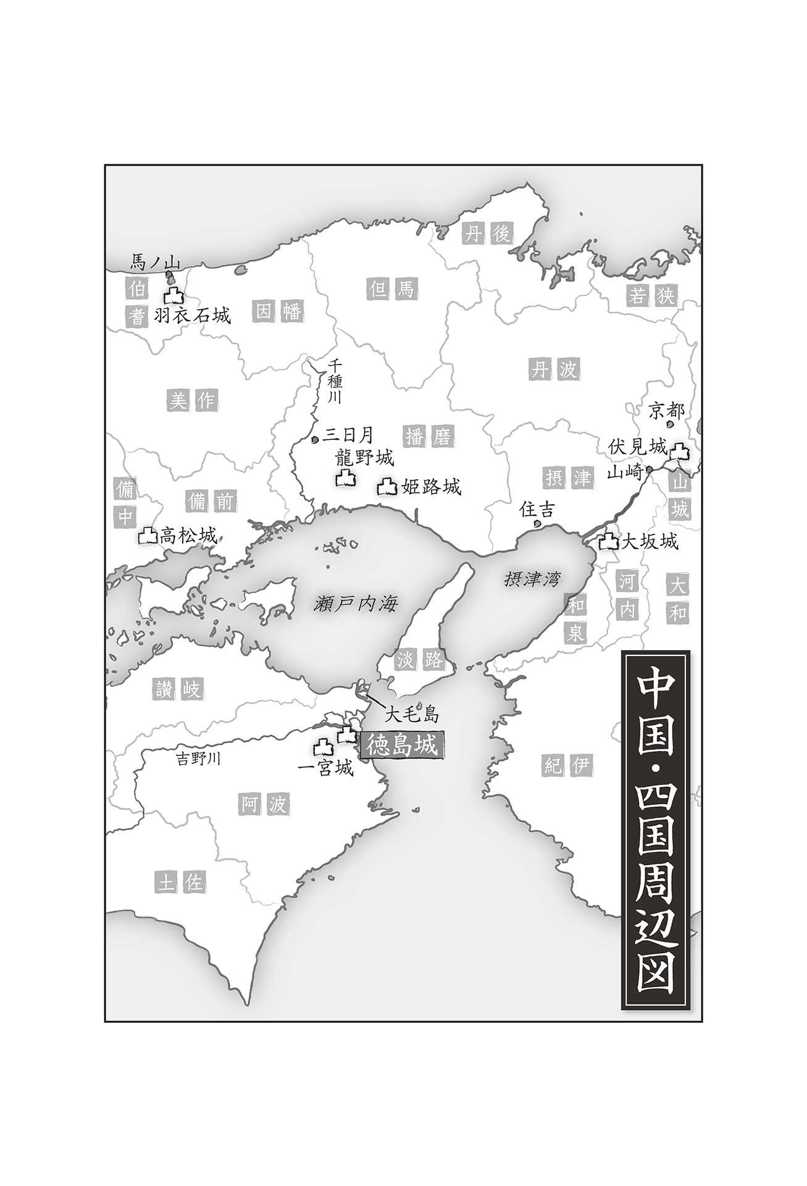 中国・四国周辺図
丹後
馬ノ山
伯耆
羽衣石城
因幡
但馬
若狭
千種川
丹波
美作
京都
三日月
播磨
伏見城
龍野城
山崎
摂津
姫路城
山城
備中
備前
住吉
高松城
大坂城
摂津湾
瀬戸内海
和泉
河内
大和
淡路
讃岐
大毛島
徳島城
吉野川
一宮城
紀伊
阿波
土佐